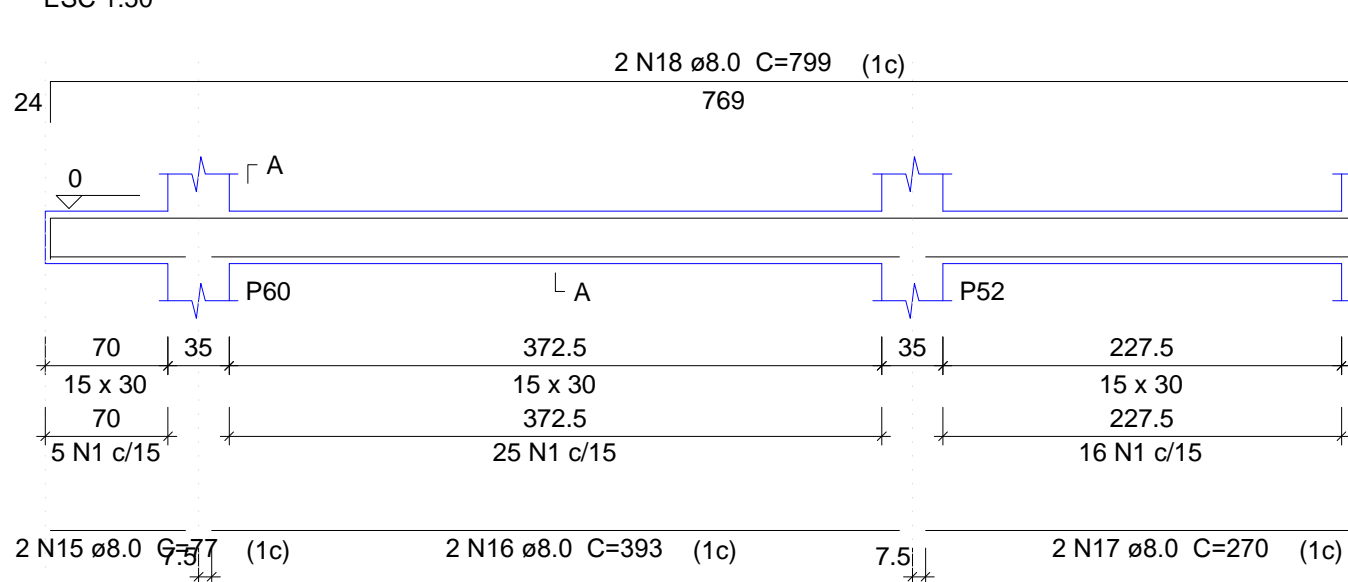 ESC 1:50
2 N18 ø8.0 C=799 (1c)
24
769
A
0
P60
A
P52
70 35 372.5 35 227.5
15 x 30 15 x 30 15 x 30
70 372.5 227.5
5 N1 c/15 25 N1 c/15 16 N1 c/15
2 N15 ø8.0 C=77 (1c) 2 N16 ø8.0 C=393 (1c) 2 N17 ø8.0 C=270 (1c)
7.5 7.5